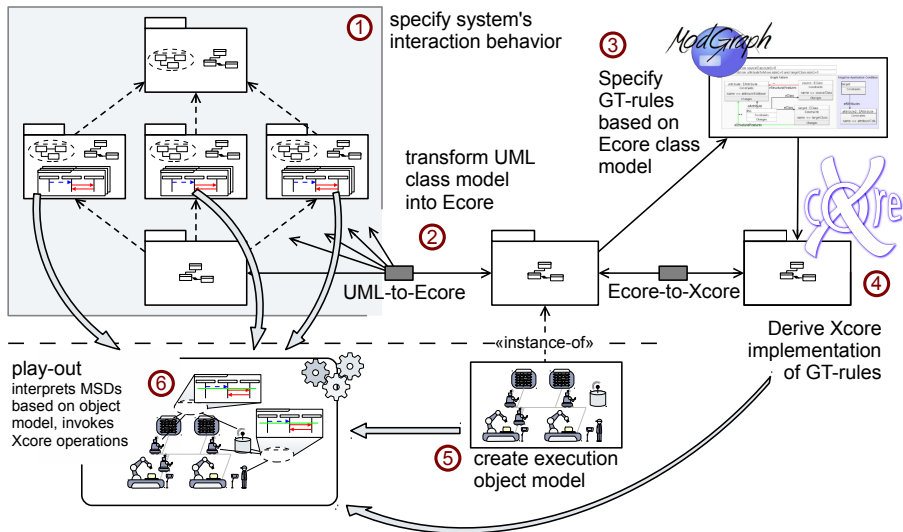 1
specify system's
interaction behavior
3
ModGraph
Specify
GT-rules
based on
Ecore class
model
transform UML
class model
into Ecore
2
UML-to-Ecore
Ecore-to-Xcore
Xcore
4
Derive Xcore
implementation
of GT-rules
«instance-of»
play-out
interprets MSDs
based on object
model, invokes
Xcore operations
6
5
create execution
object model